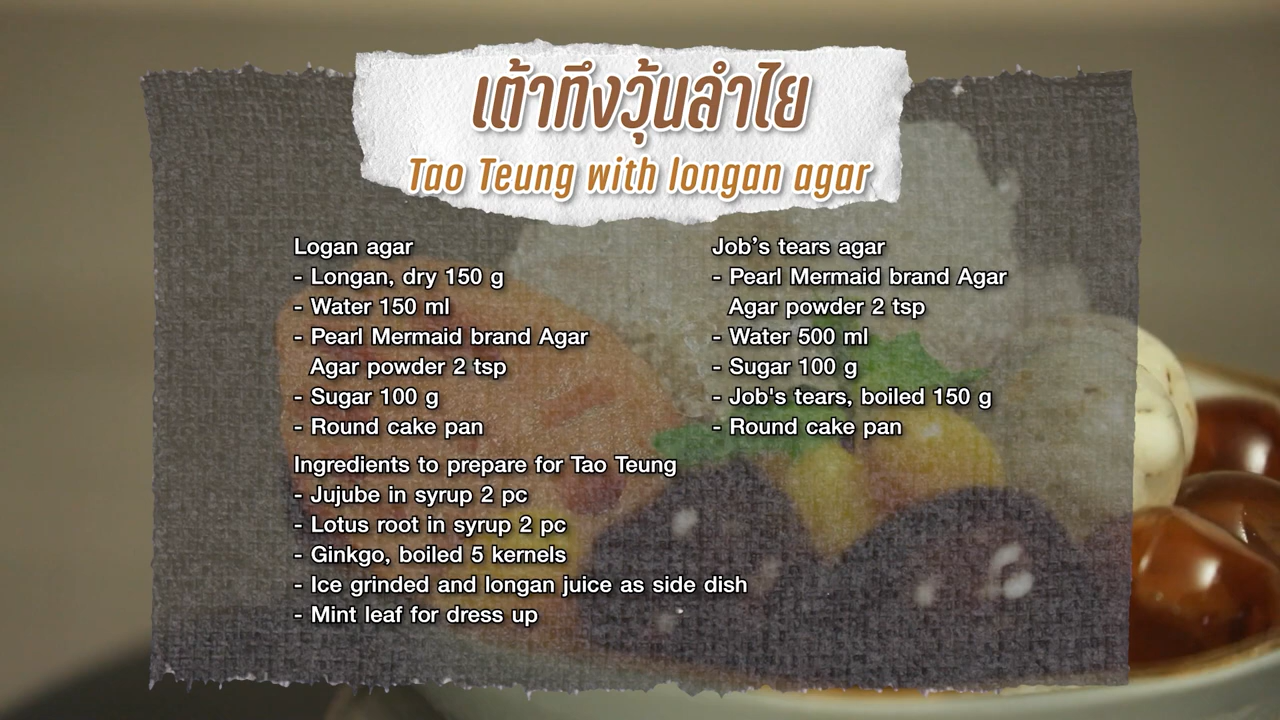 เต้าทึงวุ้นลำไย
Tao Teung with longan agar
Logan agar
- Longan, dry 150 g
- Water 150 ml
- Pearl Mermaid brand Agar
Agar powder 2 tsp
- Sugar 100 g
- Round cake pan
Job’s tears agar
- Pearl Mermaid brand Agar
Agar powder 2 tsp
- Water 500 ml
- Sugar 100 g
- Job's tears, boiled 150 g
- Round cake pan
Ingredients to prepare for Tao Teung
- Jujube in syrup 2 pc
- Lotus root in syrup 2 pc
- Ginkgo, boiled 5 kernels
- Ice grinded and longan juice as side dish
- Mint leaf for dress up